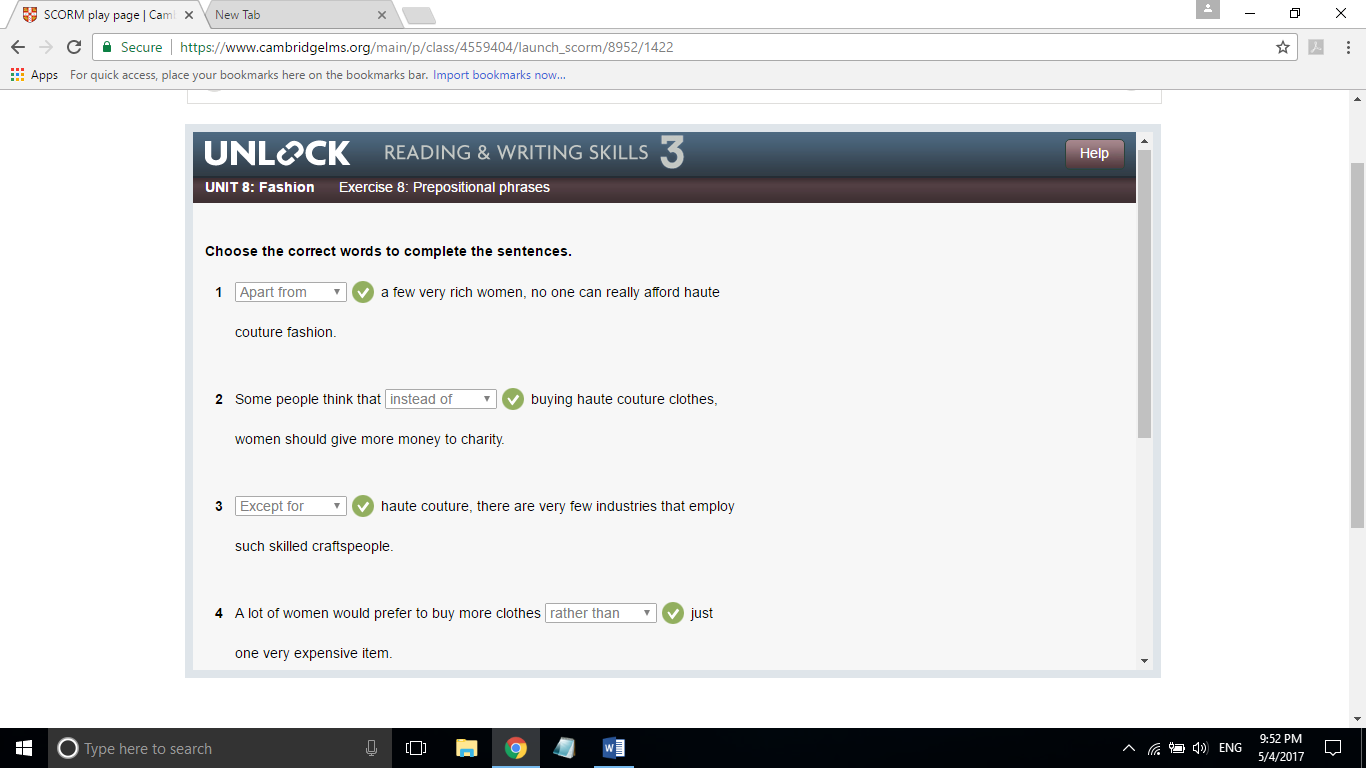 SCORM play page | Cam
New Tab
Secure
https://www.cambridgelms.org/main/p/class/4559404/launch_scorm/8952/1422
Apps
For quick access, place your bookmarks here on the bookmarks bar. Import bookmarks now...
UNLOCK READING & WRITING SKILLS 3
Help
UNIT 8: Fashion Exercise 8: Prepositional phrases
Choose the correct words to complete the sentences.
1 Apart from a few very rich women, no one can really afford haute
couture fashion.
2 Some people think that instead of buying haute couture clothes,
women should give more money to charity.
3 Except for haute couture, there are very few industries that employ
such skilled craftspeople.
4 A lot of women would prefer to buy more clothes rather than just
one very expensive item.
Type here to search
ENG
9:52 PM
5/4/2017